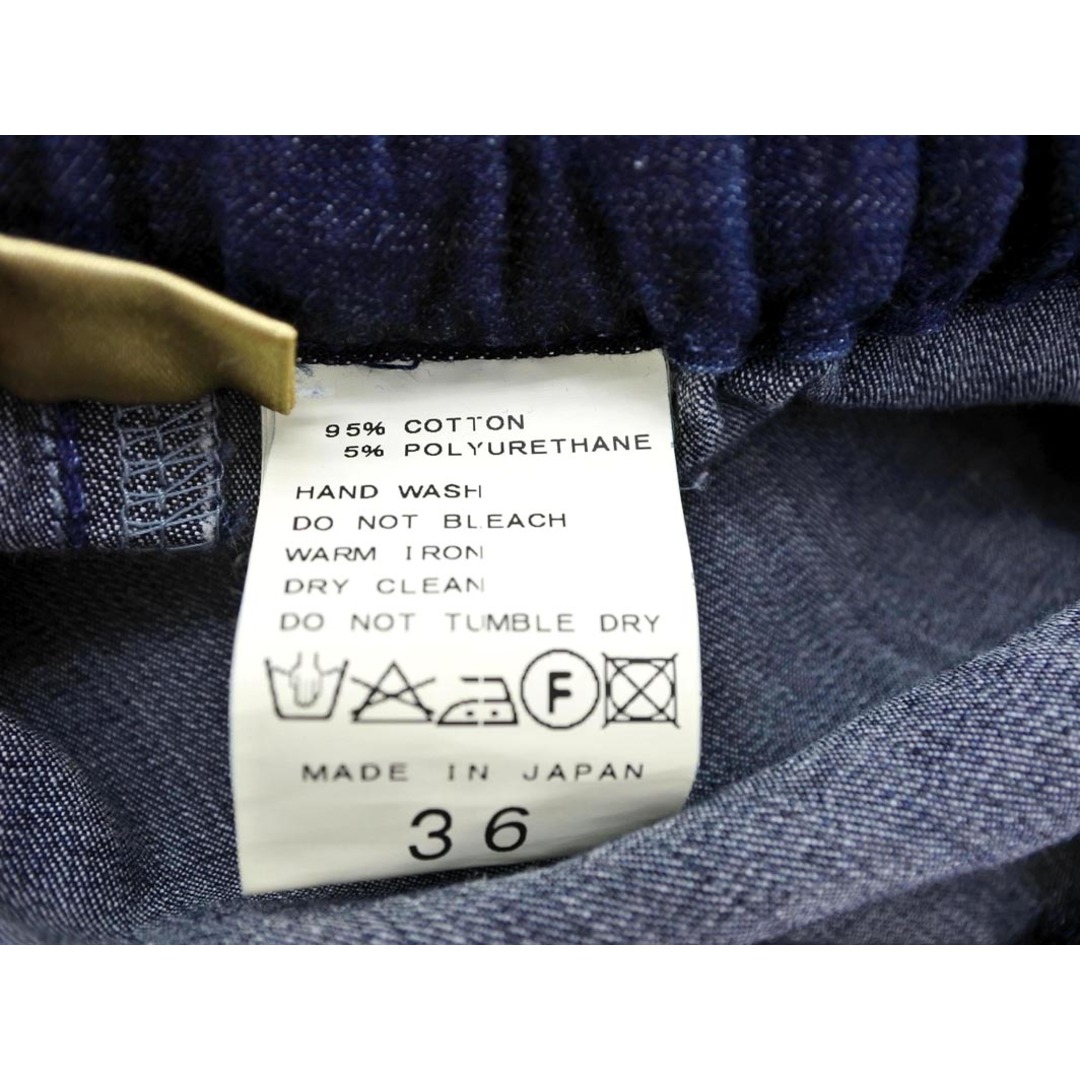 95% COTTON
5% POLYURETHANE
HAND WASH
DO NOT BLEACH
WARM IRON
DRY CLEAN
DO NOT TUMBLE DRY
F
MADE IN JAPAN
36